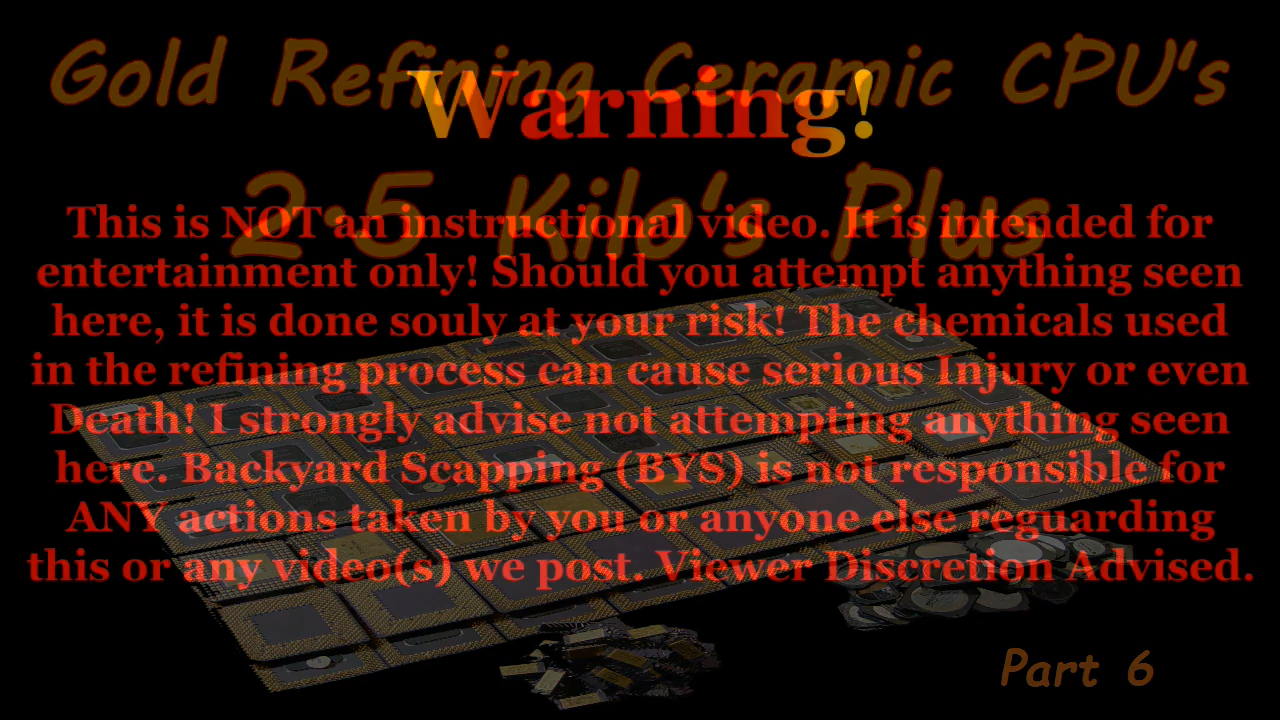 Gold Refining Ceramic CPU's
Warning!
2.5 Kilo's Plus
This is NOT an instructional video. It is intended for
entertainment only! Should you attempt anything seen
here, it is done souly at your risk! The chemicals used
in the refining process can cause serious Injury or even
Death! I strongly advise not attempting anything seen
here. Backyard Scapping (BYS) is not responsible for
ANY actions taken by you or anyone else reguarding
this or any video(s) we post. Viewer Discretion Advised.
Part 6